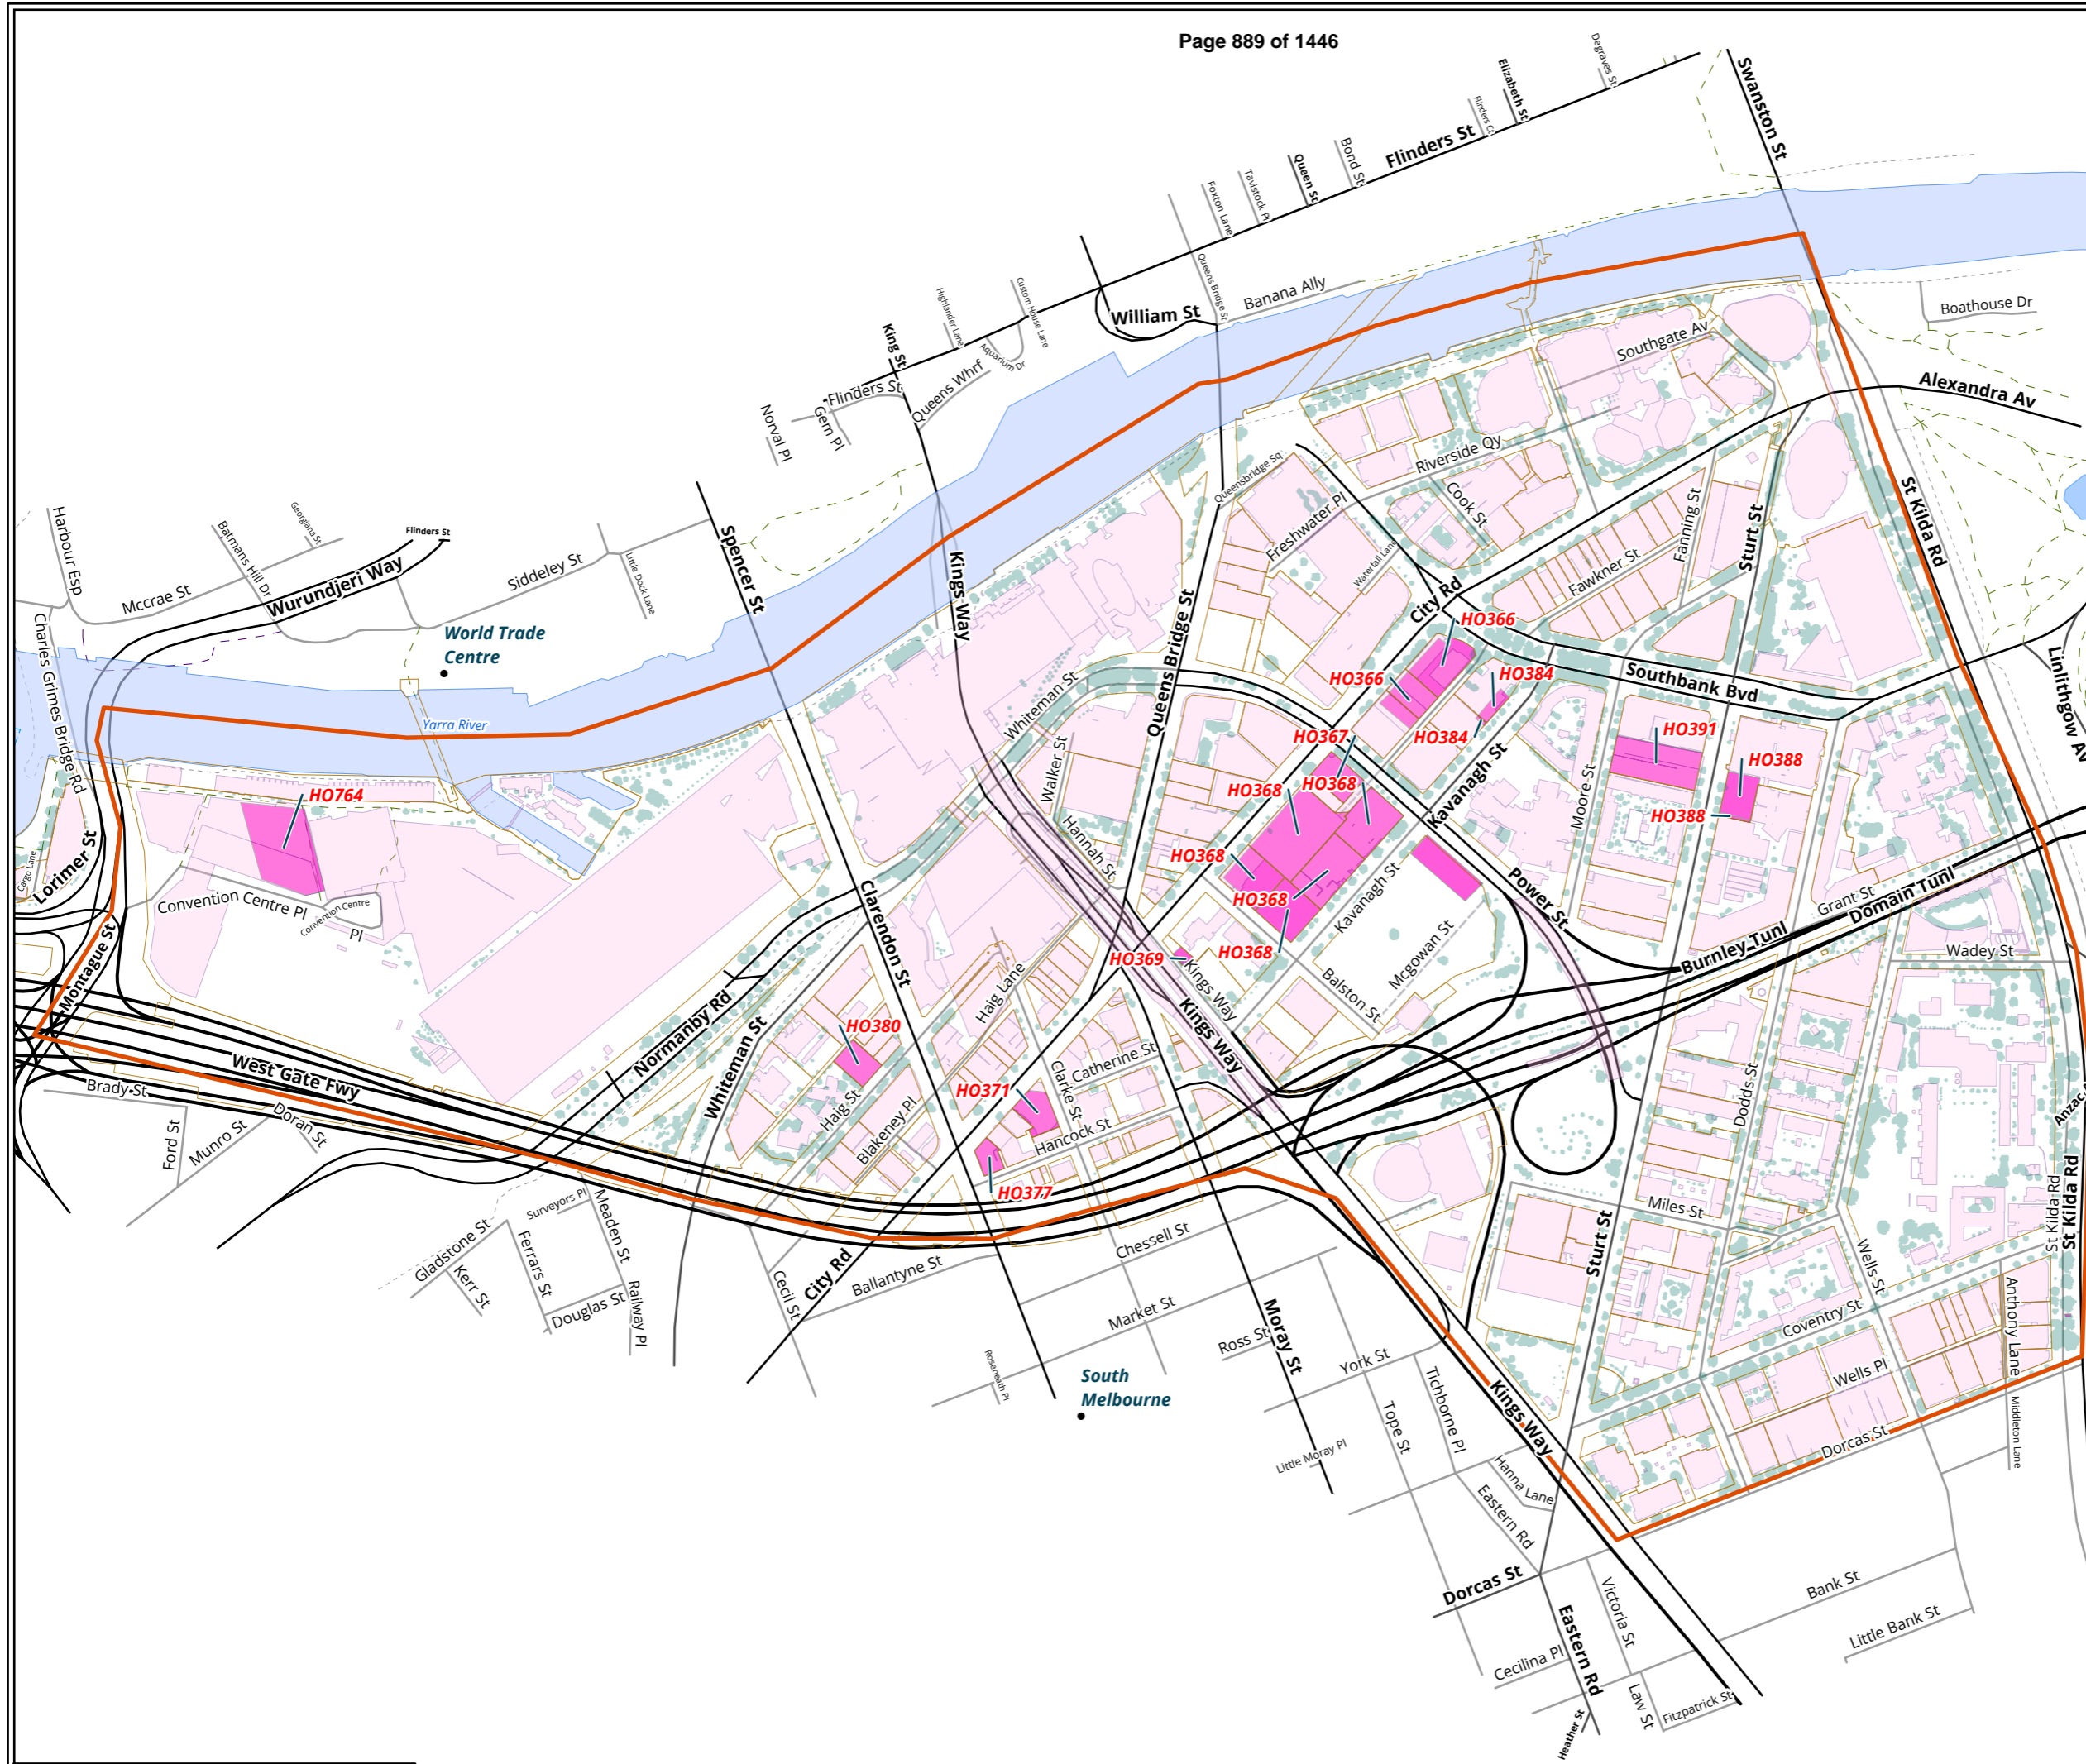 Page 889 of 1446
Degraves St
Elizabeth St
Flinders Ct
Swanston St
Flinders St
Bond St
Queen St
Tavistock Pl
Foxton Lane
Queens Bridge St
Banana Ally
William St
Custom House Lane
Highlander Lane
Aquarium Dr
King St
Queens Whrf
Flinders St
Gem Pl
Norval Pl
Boathouse Dr
Southgate Av
Alexandra Av
Riverside Qy
Cook St
Queensbridge Sq
Freshwater Pl
Waterfall Lane
Fanning St
Fawkner St
Sturt St
St Kilda Rd
Harbour Esp
Georgiana St
Batmans Hill Dr
Flinders St
Mccrae St
Wurundjeri Way
Siddeley St
Little Dock Lane
Spencer St
Kings Way
City Rd
HO366
HO366
HO384
HO384
Charles Grimes Bridge Rd
World Trade
Centre
Yarra River
Whiteman St
Queens Bridge St
Southbank Bvd
Linlithgow Av
HO367
HO391
HO388
HO388
HO368
HO368
HO368
HO368
HO368
Walker St
Kavanagh St
Moore St
Hannah St
HO764
Lorimer St
Cargo Lane
Convention Centre Pl
Convention Centre
Pl
Clarendon St
Kavanagh St
Power St
Mcgowan St
Grant St
Domain Tunl
Burnley Tunl
Wadey St
Montague St
HO369
Kings Way
Balston St
Haig Lane
Normanby Rd
Kings Way
HO380
Whiteman St
West Gate Fwy
Brady St
Doran St
Ford St
Munro St
HO371
Catherine St
Clarke St
Haig St
Blakeney Pl
Hancock St
HO377
Dodds St
Anzac
Miles St
St Kilda Rd
St Kilda Rd
Surveyors Pl
Meaden St
Gladstone St
Ferrars St
Kerr St
Railway Pl
Douglas St
Cecil St
City Rd
Ballantyne St
Chessell St
Market St
Moray St
Ross St
York St
Sturt St
Wells St
Coventry St
Anthony Lane
Wells Pl
Roseneath Pl
South
Melbourne
Tichborne Pl
Tope St
Kings Way
Middleton Lane
Dorcas St
Little Moray Pl
Hanna Lane
Eastern Rd
Dorcas St
Victoria St
Bank St
Little Bank St
Eastern Rd
Cecilina Pl
Law St
Fitzpatrick St
Heather St